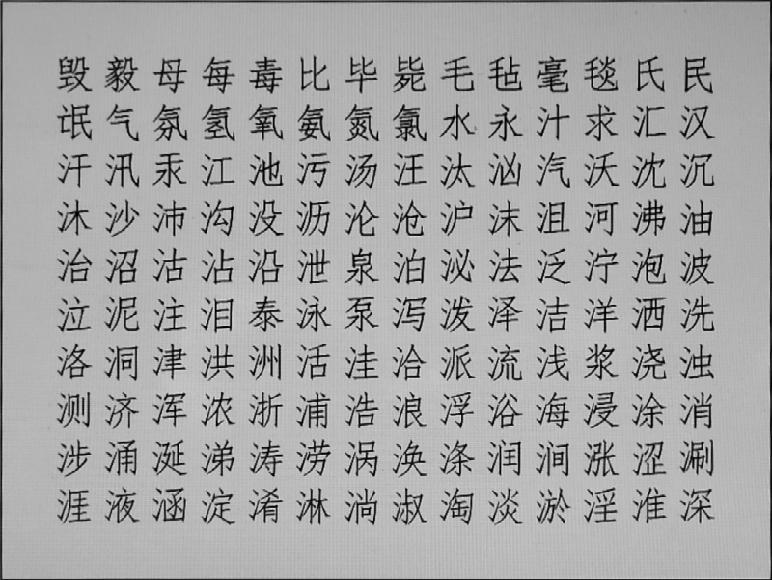 毁毅母每毒比毕毙毛毡毫毯氏民
氓气氛氢氧氨氮氯水永汁求汇汉
汗汛汞江池污汤汪汰汹汽沃沈沉
沐沙沛沟没沥沦沧沪沫沮河沸油
治沼沽沾沿泄泉泊泌法泛泞泡波
泣泥注泪泰泳泵泻泼泽洁洋洒洗
洛洞津洪洲活洼洽派流浅浆浇浊
测济浑浓浙浦浩浪浮浴海浸涂消
涉涌涎涕涛涝涡涣涤润涧涨涩涮
涯液涵淀淆淋淌淑淘淡淤淫淮深